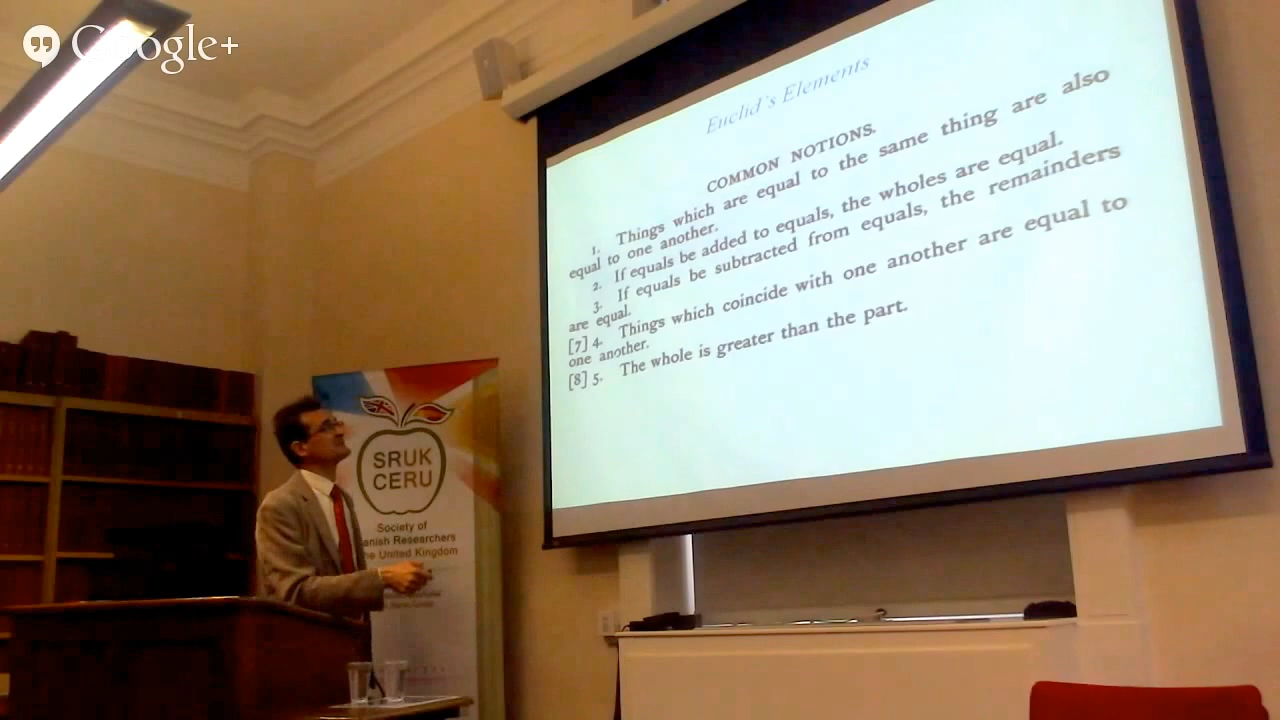 Google+
Euclid's Elements
COMMON NOTIONS.
1. Things which are equal to the same thing are also
equal to one another.
2. If equals be added to equals, the wholes are equal.
3. If equals be subtracted from equals, the remainders
are equal.
[7] 4. Things which coincide with one another are equal to
one another.
[8] 5. The whole is greater than the part.
SRUK
CERU
Society of
anish Researchers
he United Kingdom